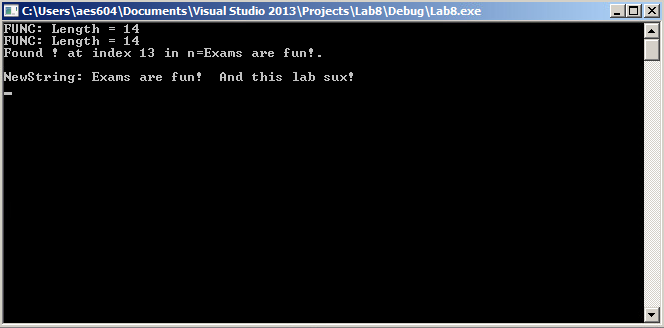 C:\Users\aes604\Documents\Visual Studio 2013\Projects\Lab8\Debug\Lab8.exe
FUNC: Length = 14
FUNC: Length = 14
Found ! at index 13 in n=Exams are fun!.
NewString: Exams are fun!  And this lab sux!